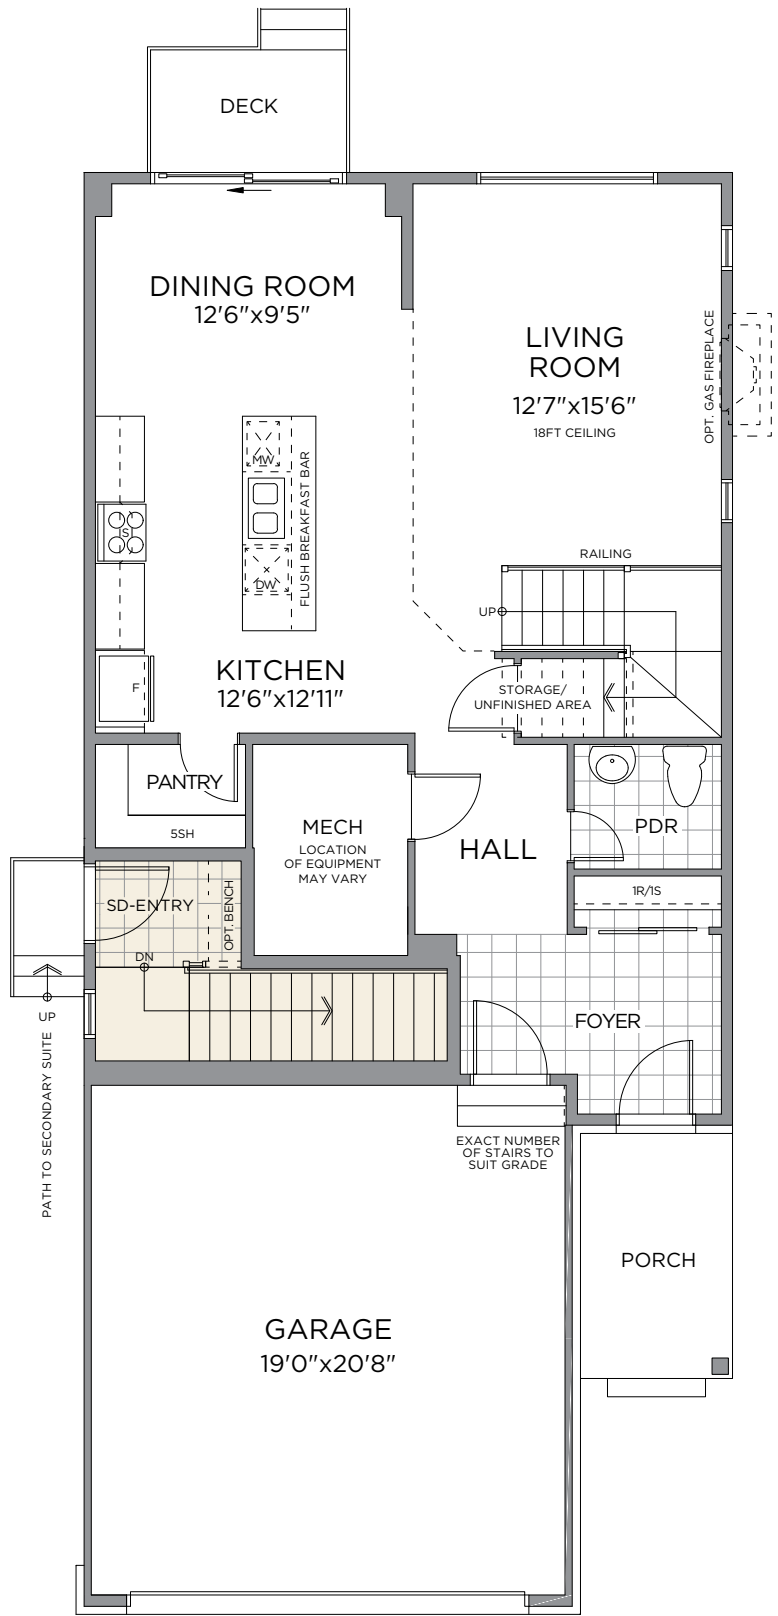 DECK
DINING ROOM
12'6"x9'5"
LIVING
ROOM
12'7"x15'6"
18FT CEILING
OPT. GAS FIREPLACE
MW
S
DW
FLUSH BREAKFAST BAR
RAILING
UP
F
KITCHEN
12'6"x12'11"
STORAGE/
UNFINISHED AREA
PANTRY
5SH
MECH
LOCATION
OF EQUIPMENT
MAY VARY
HALL
PDR
1R/1S
SD-ENTRY
OPT. BENCH
DN
UP
PATH TO SECONDARY SUITE
FOYER
EXACT NUMBER
OF STAIRS TO
SUIT GRADE
PORCH
GARAGE
19'0"x20'8"